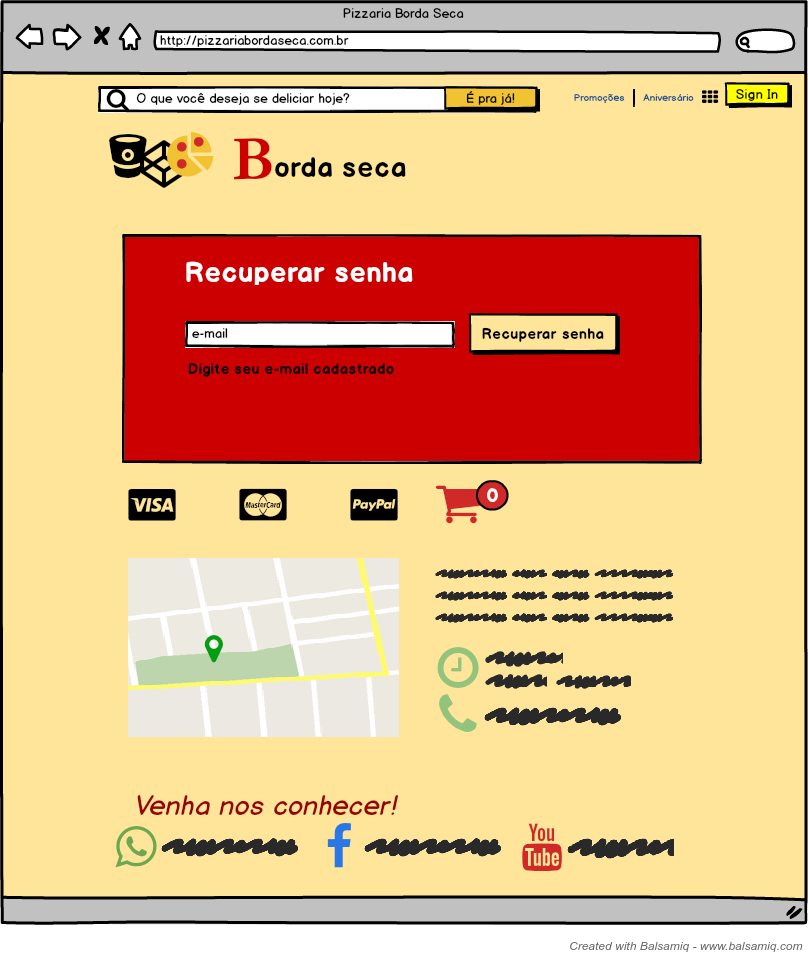 Pizzaria Borda Seca
http://pizzariabordaseca.com.br
O que você deseja se deliciar hoje?
É pra já!
Promoções
Aniversário
Sign In
Borda seca
Recuperar senha
e-mail
Recuperar senha
Digite seu e-mail cadastrado
VISA
MasterCard
PayPal
0
Venha nos conhecer!
You
Tube
Created with Balsamiq - www.balsamiq.com